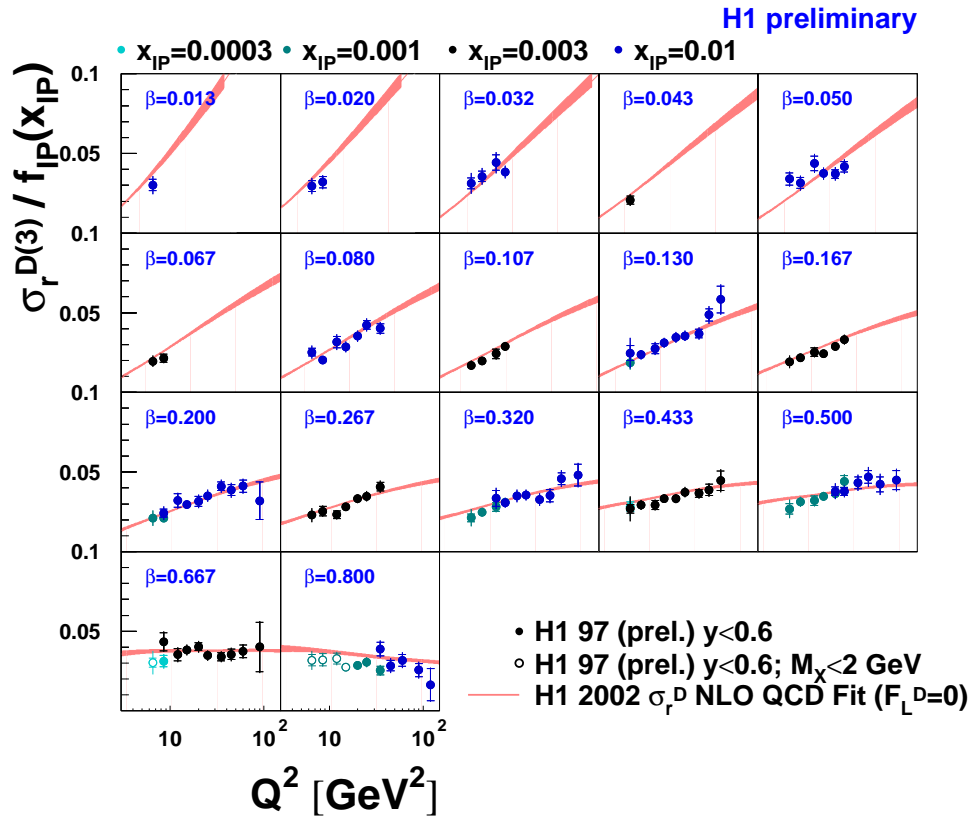 H1 preliminary
x_IP=0.0003 x_IP=0.001 x_IP=0.003 x_IP=0.01
σ_r^D(3) / f_IP(x_IP)
0.1
β=0.013 β=0.020 β=0.032 β=0.043 β=0.050
0.05
0.1
β=0.067 β=0.080 β=0.107 β=0.130 β=0.167
0.05
0.1
β=0.200 β=0.267 β=0.320 β=0.433 β=0.500
0.05
0.1
β=0.667 β=0.800
0.05
H1 97 (prel.) y<0.6
H1 97 (prel.) y<0.6; M_X<2 GeV
H1 2002 σ_r^D NLO QCD Fit (F_L^D=0)
10 10^2 10 10^2
Q^2 [GeV^2]